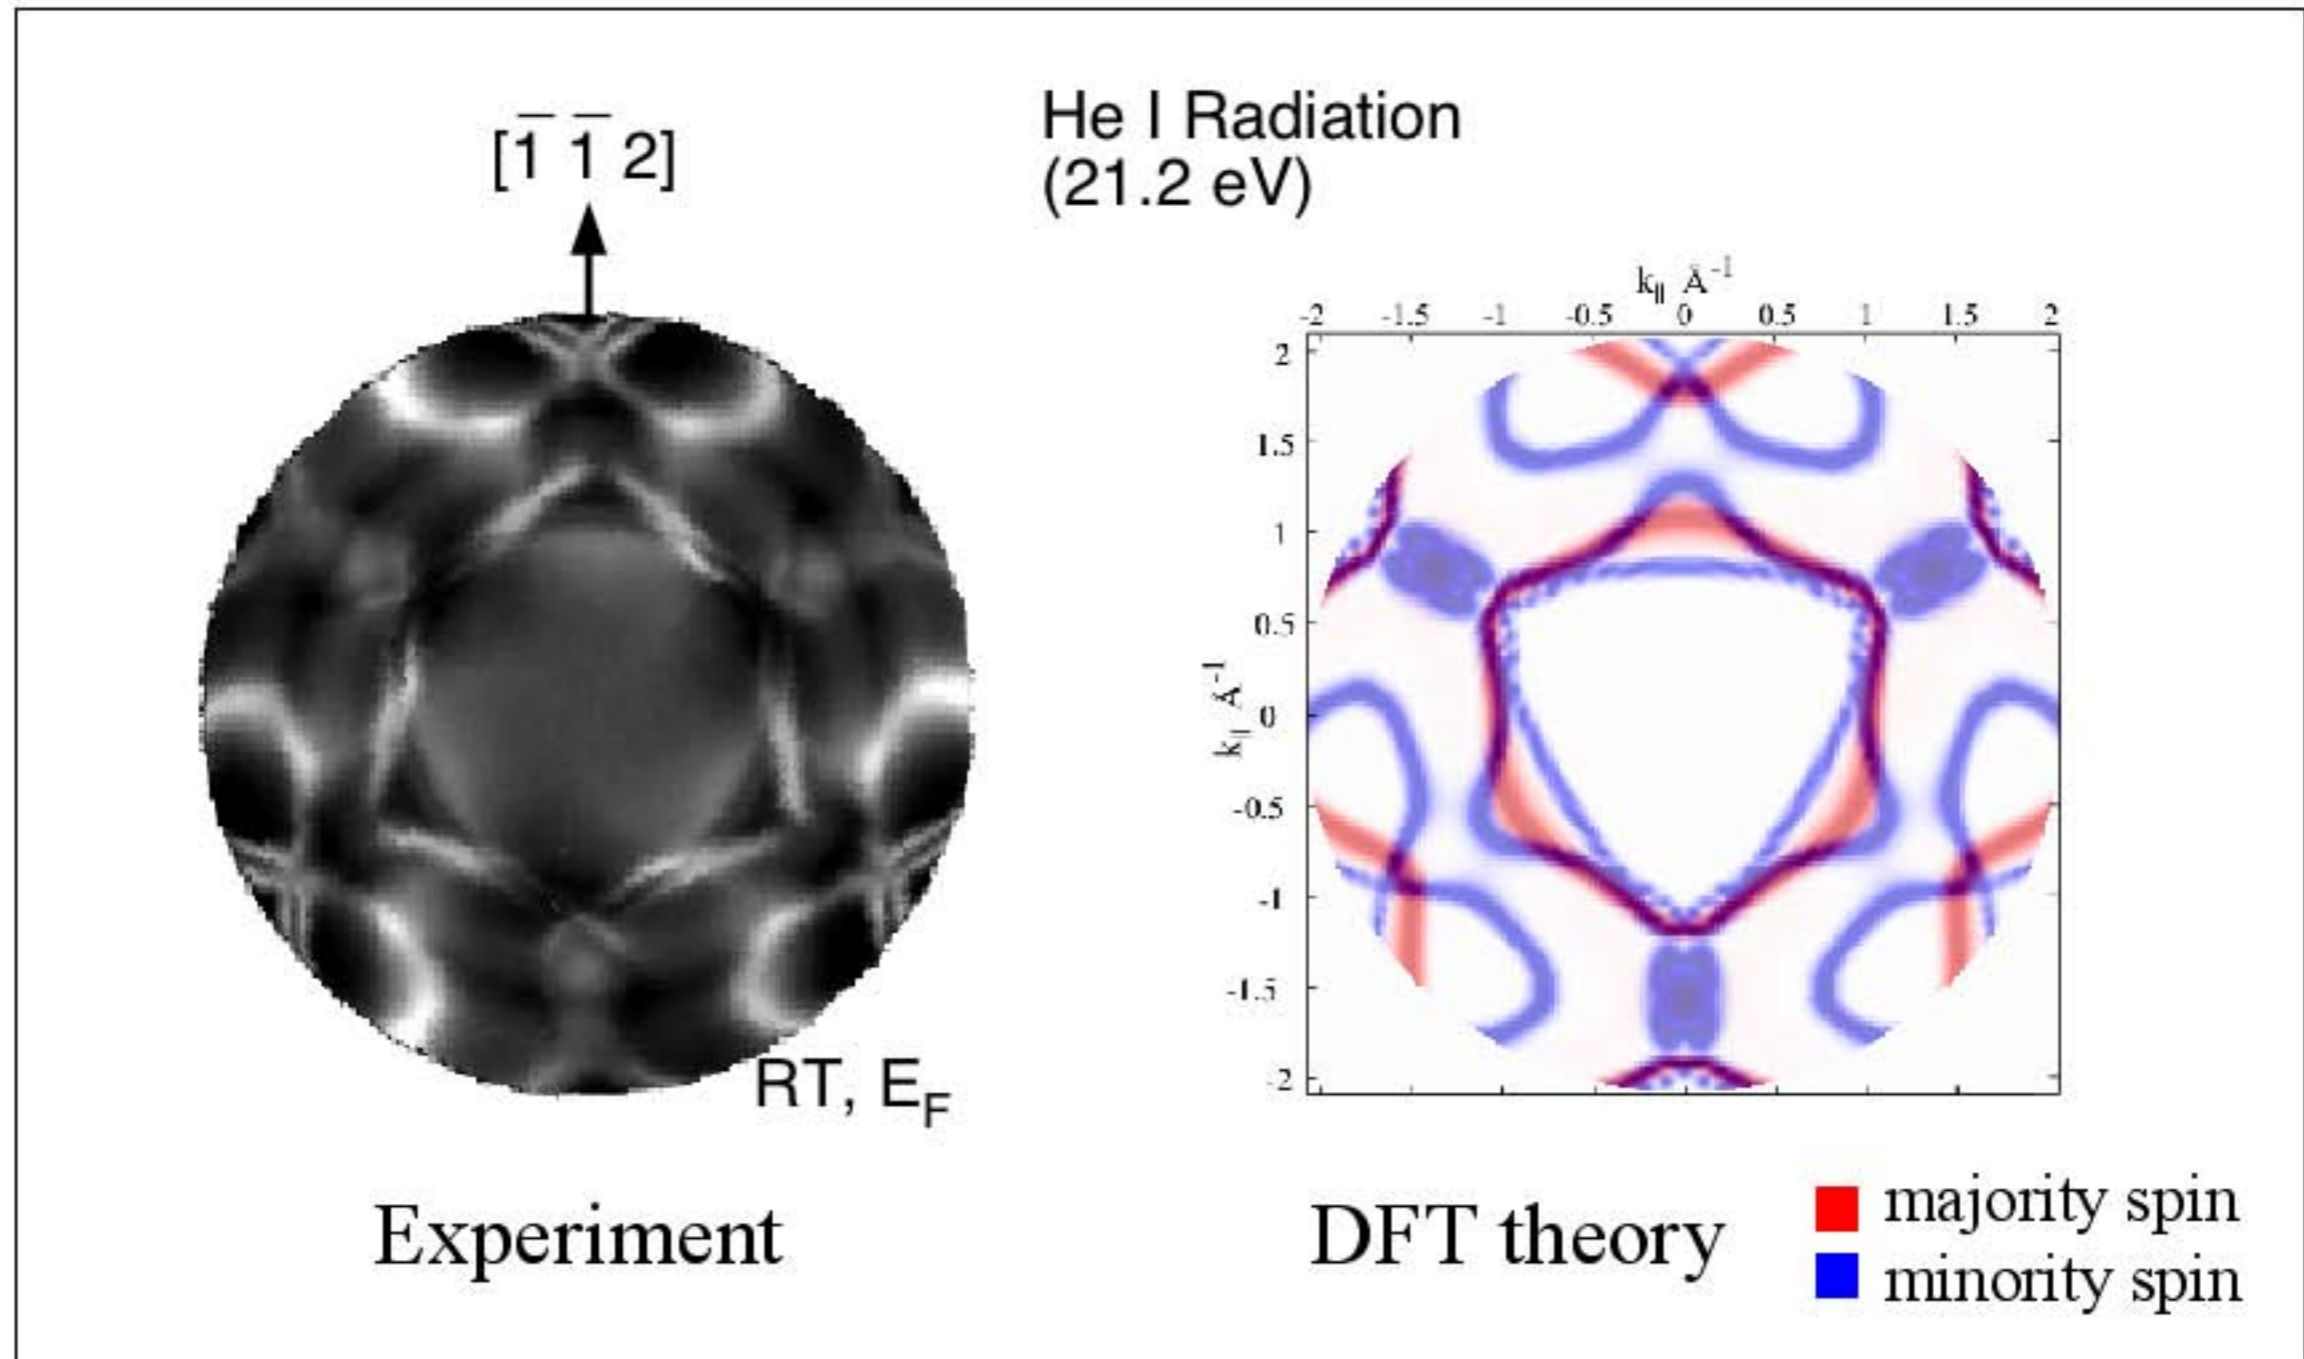 [1̅ 1̅ 2]
He I Radiation
(21.2 eV)
k|| Å-1
-2 -1.5 -1 -0.5 0 0.5 1 1.5 2
2
1.5
1
0.5
0
-0.5
-1
-1.5
-2
k|| Å-1
RT, EF
Experiment
DFT theory
majority spin
minority spin